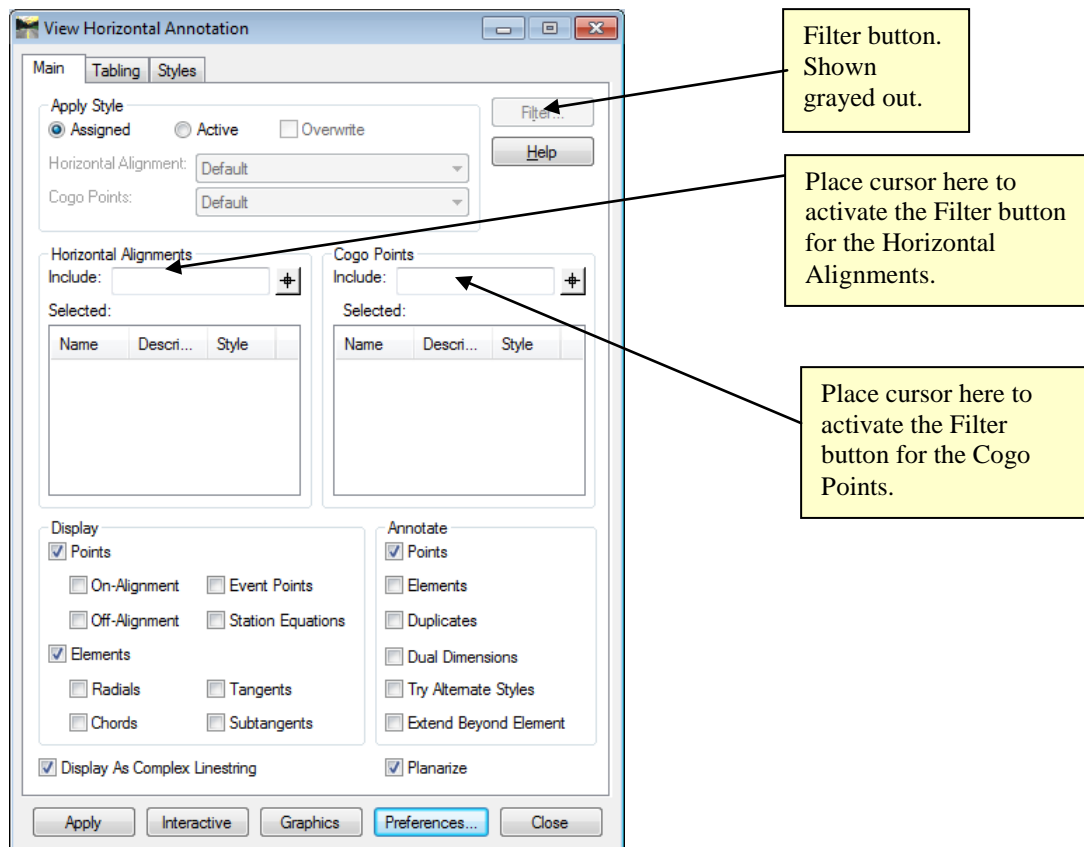 View Horizontal Annotation
Main Tabling Styles
Apply Style
Assigned Active Overwrite
Filter...
Help
Horizontal Alignment: Default
Cogo Points: Default
Horizontal Alignments
Include:
Selected:
Name Descri... Style
Cogo Points
Include:
Selected:
Name Descri... Style
Display
Points
On-Alignment Event Points
Off-Alignment Station Equations
Elements
Radials Tangents
Chords Subtangents
Annotate
Points
Elements
Duplicates
Dual Dimensions
Try Alternate Styles
Extend Beyond Element
Display As Complex Linestring
Planarize
Apply Interactive Graphics Preferences... Close
Filter button.
Shown
grayed out.
Place cursor here to
activate the Filter button
for the Horizontal
Alignments.
Place cursor here to
activate the Filter
button for the Cogo
Points.